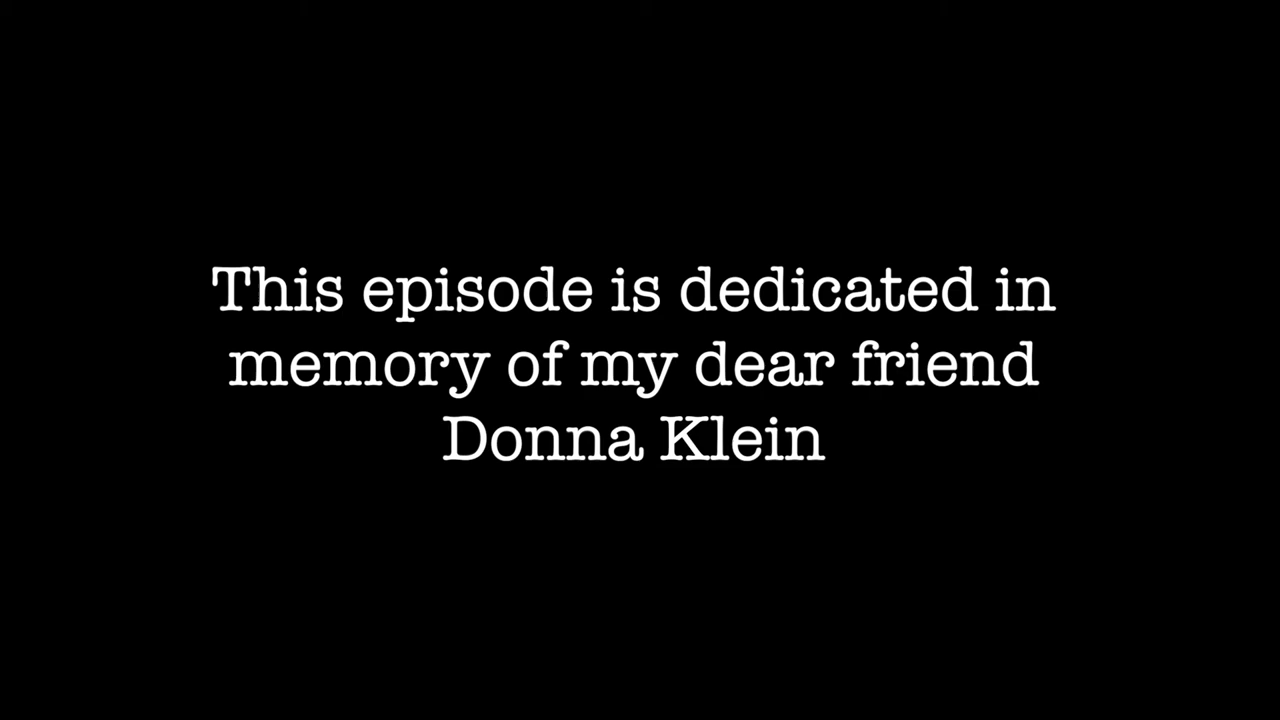 This episode is dedicated in
memory of my dear friend
Donna Klein